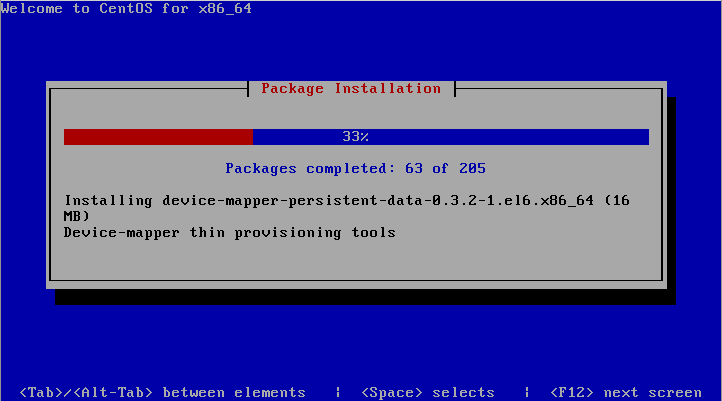 Welcome to CentOS for x86_64
Package Installation
33%
Packages completed: 63 of 205
Installing device-mapper-persistent-data-0.3.2-1.el6.x86_64 (16
MB)
Device-mapper thin provisioning tools
<Tab>/<Alt-Tab> between elements | <Space> selects | <F12> next screen